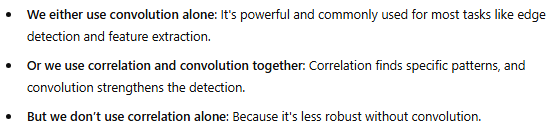 • We either use convolution alone: It's powerful and commonly used for most tasks like edge
detection and feature extraction.
• Or we use correlation and convolution together: Correlation finds specific patterns, and
convolution strengthens the detection.
• But we don't use correlation alone: Because it's less robust without convolution.